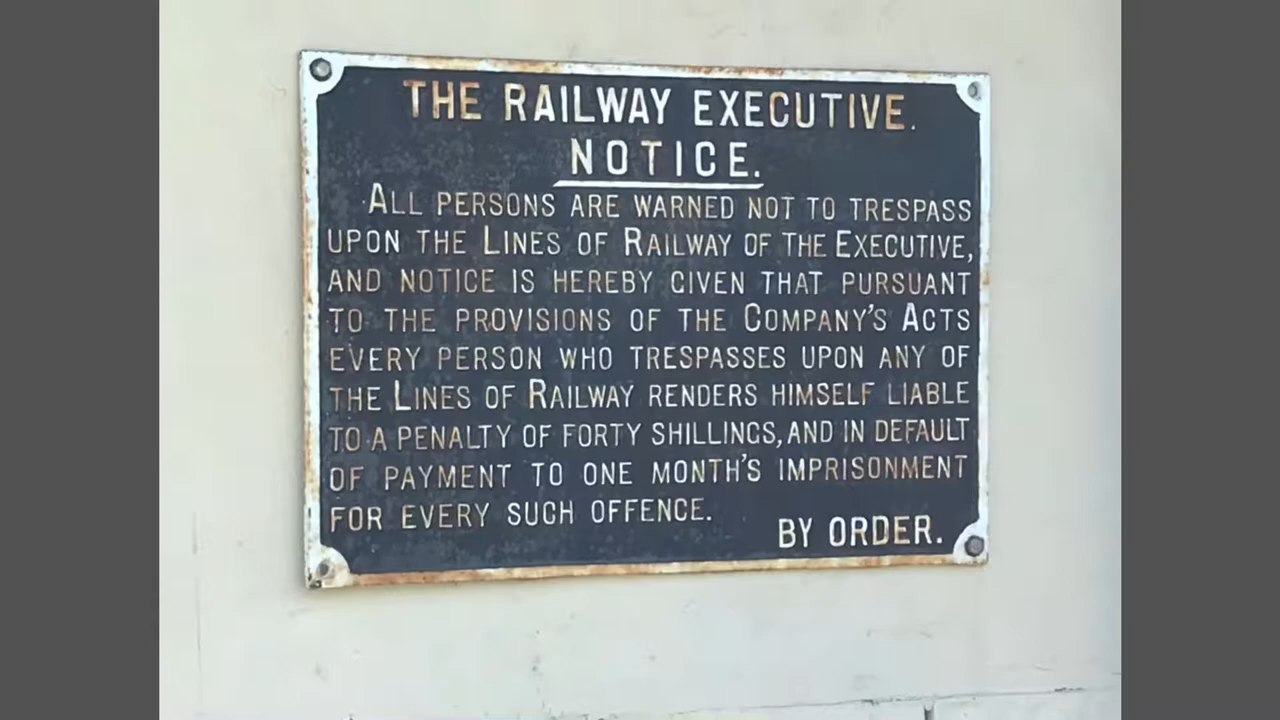 THE RAILWAY EXECUTIVE.
NOTICE.
ALL PERSONS ARE WARNED NOT TO TRESPASS
UPON THE LINES OF RAILWAY OF THE EXECUTIVE,
AND NOTICE IS HEREBY GIVEN THAT PURSUANT
TO THE PROVISIONS OF THE COMPANY'S ACTS
EVERY PERSON WHO TRESPASSES UPON ANY OF
THE LINES OF RAILWAY RENDERS HIMSELF LIABLE
TO A PENALTY OF FORTY SHILLINGS, AND IN DEFAULT
OF PAYMENT TO ONE MONTH'S IMPRISONMENT
FOR EVERY SUCH OFFENCE.
BY ORDER.